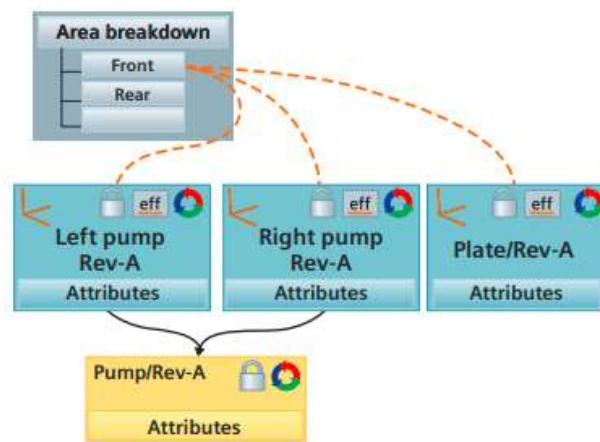 Area breakdown
Front
Rear
eff
eff
eff
Left pump
Rev-A
Right pump
Rev-A
Plate/Rev-A
Attributes
Attributes
Attributes
Pump/Rev-A
Attributes